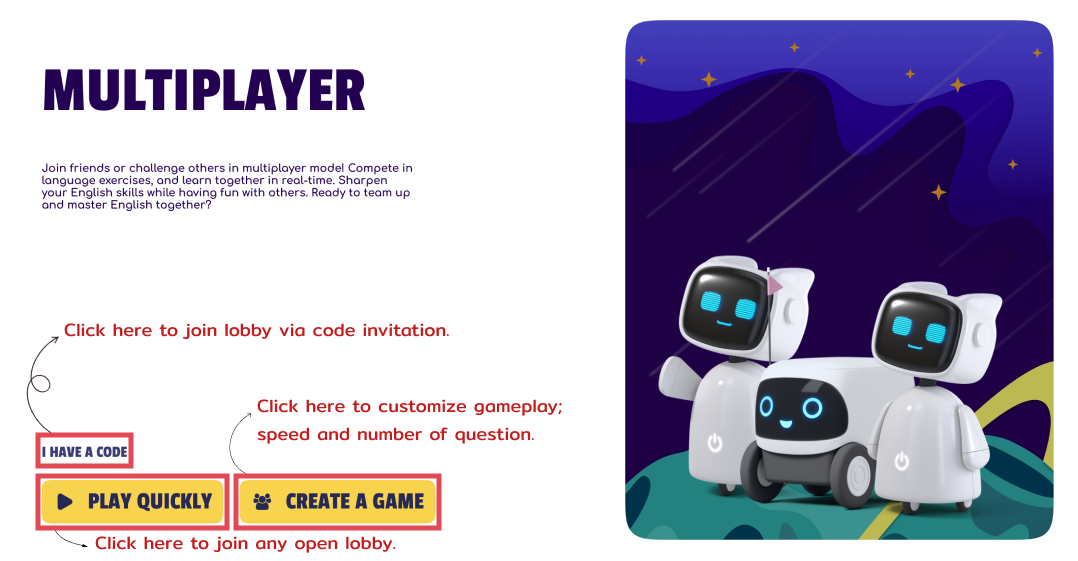 MULTIPLAYER
Join friends or challenge others in multiplayer mode! Compete in
language exercises, and learn together in real-time. Sharpen
your English skills while having fun with others. Ready to team up
and master English together?
Click here to join lobby via code invitation.
Click here to customize gameplay;
speed and number of question.
I HAVE A CODE
PLAY QUICKLY
CREATE A GAME
Click here to join any open lobby.